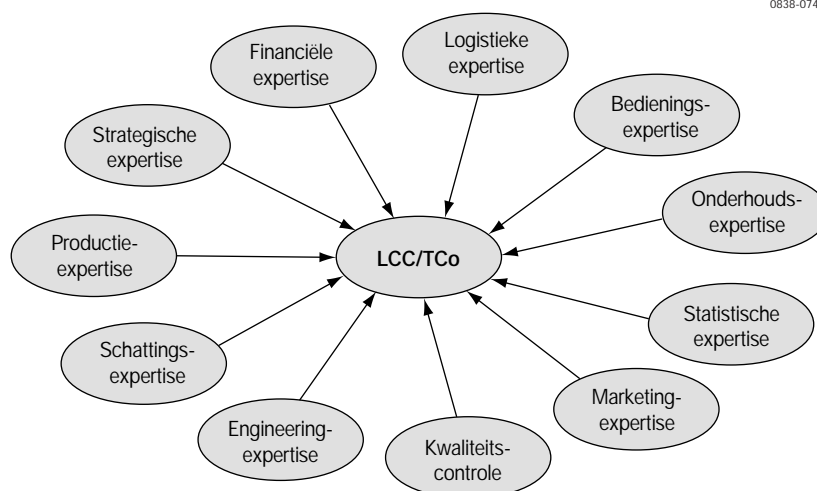 0838-074
Financiële
expertise
Logistieke
expertise
Bedienings-
expertise
Strategische
expertise
Onderhouds-
expertise
Productie-
expertise
LCC/TCo
Statistische
expertise
Schattings-
expertise
Marketing-
expertise
Engineering-
expertise
Kwaliteits-
controle